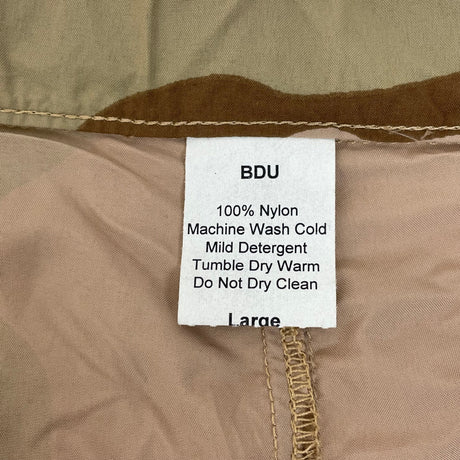 BDU
100% Nylon
Machine Wash Cold
Mild Detergent
Tumble Dry Warm
Do Not Dry Clean
Large